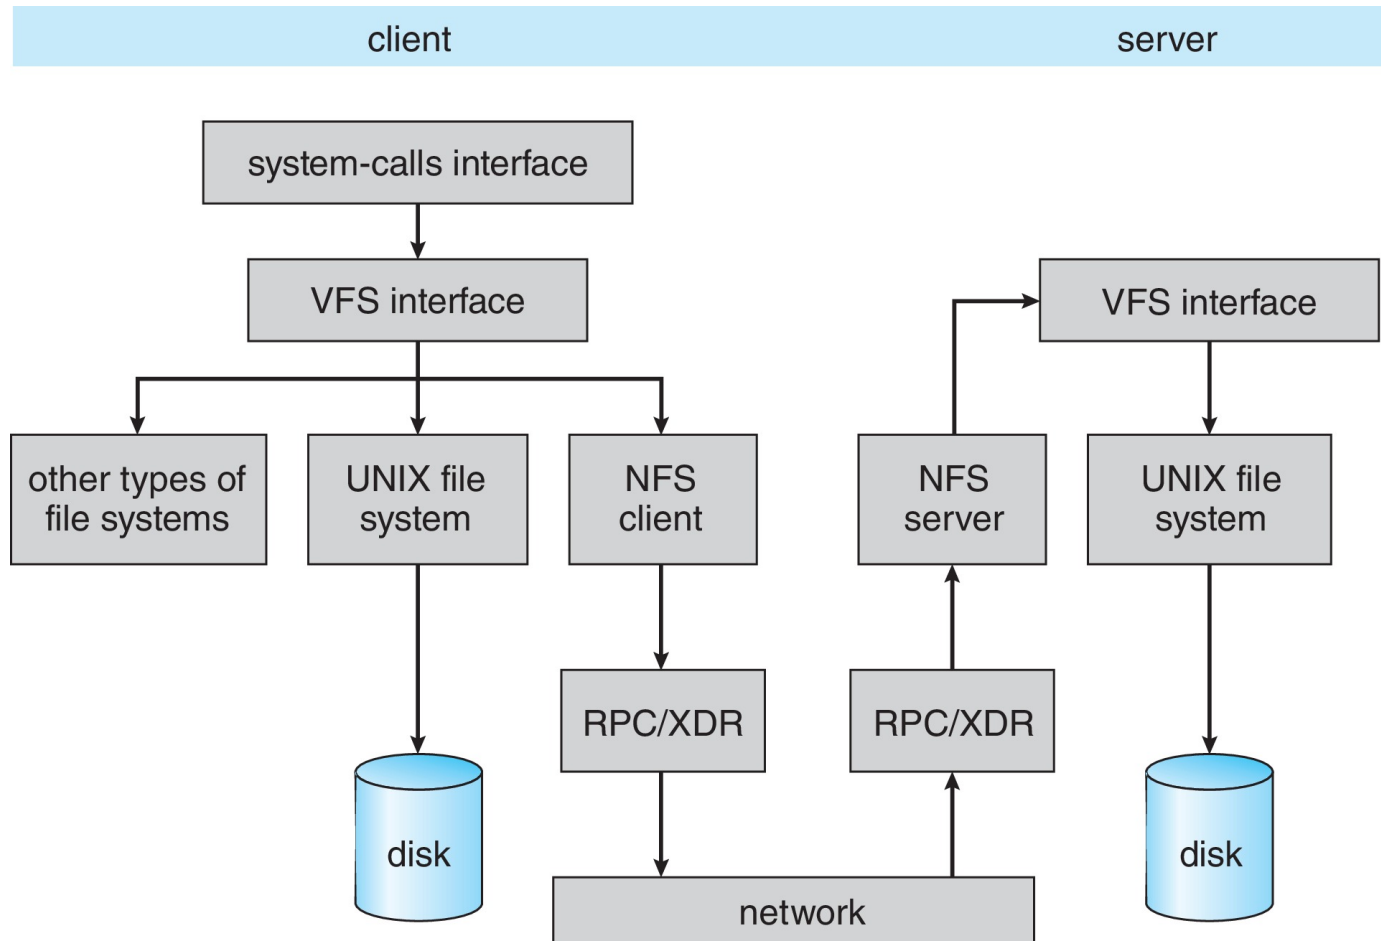 client
server
system-calls interface
VFS interface
VFS interface
other types of
file systems
UNIX file
system
NFS
client
NFS
server
UNIX file
system
RPC/XDR
RPC/XDR
disk
disk
network